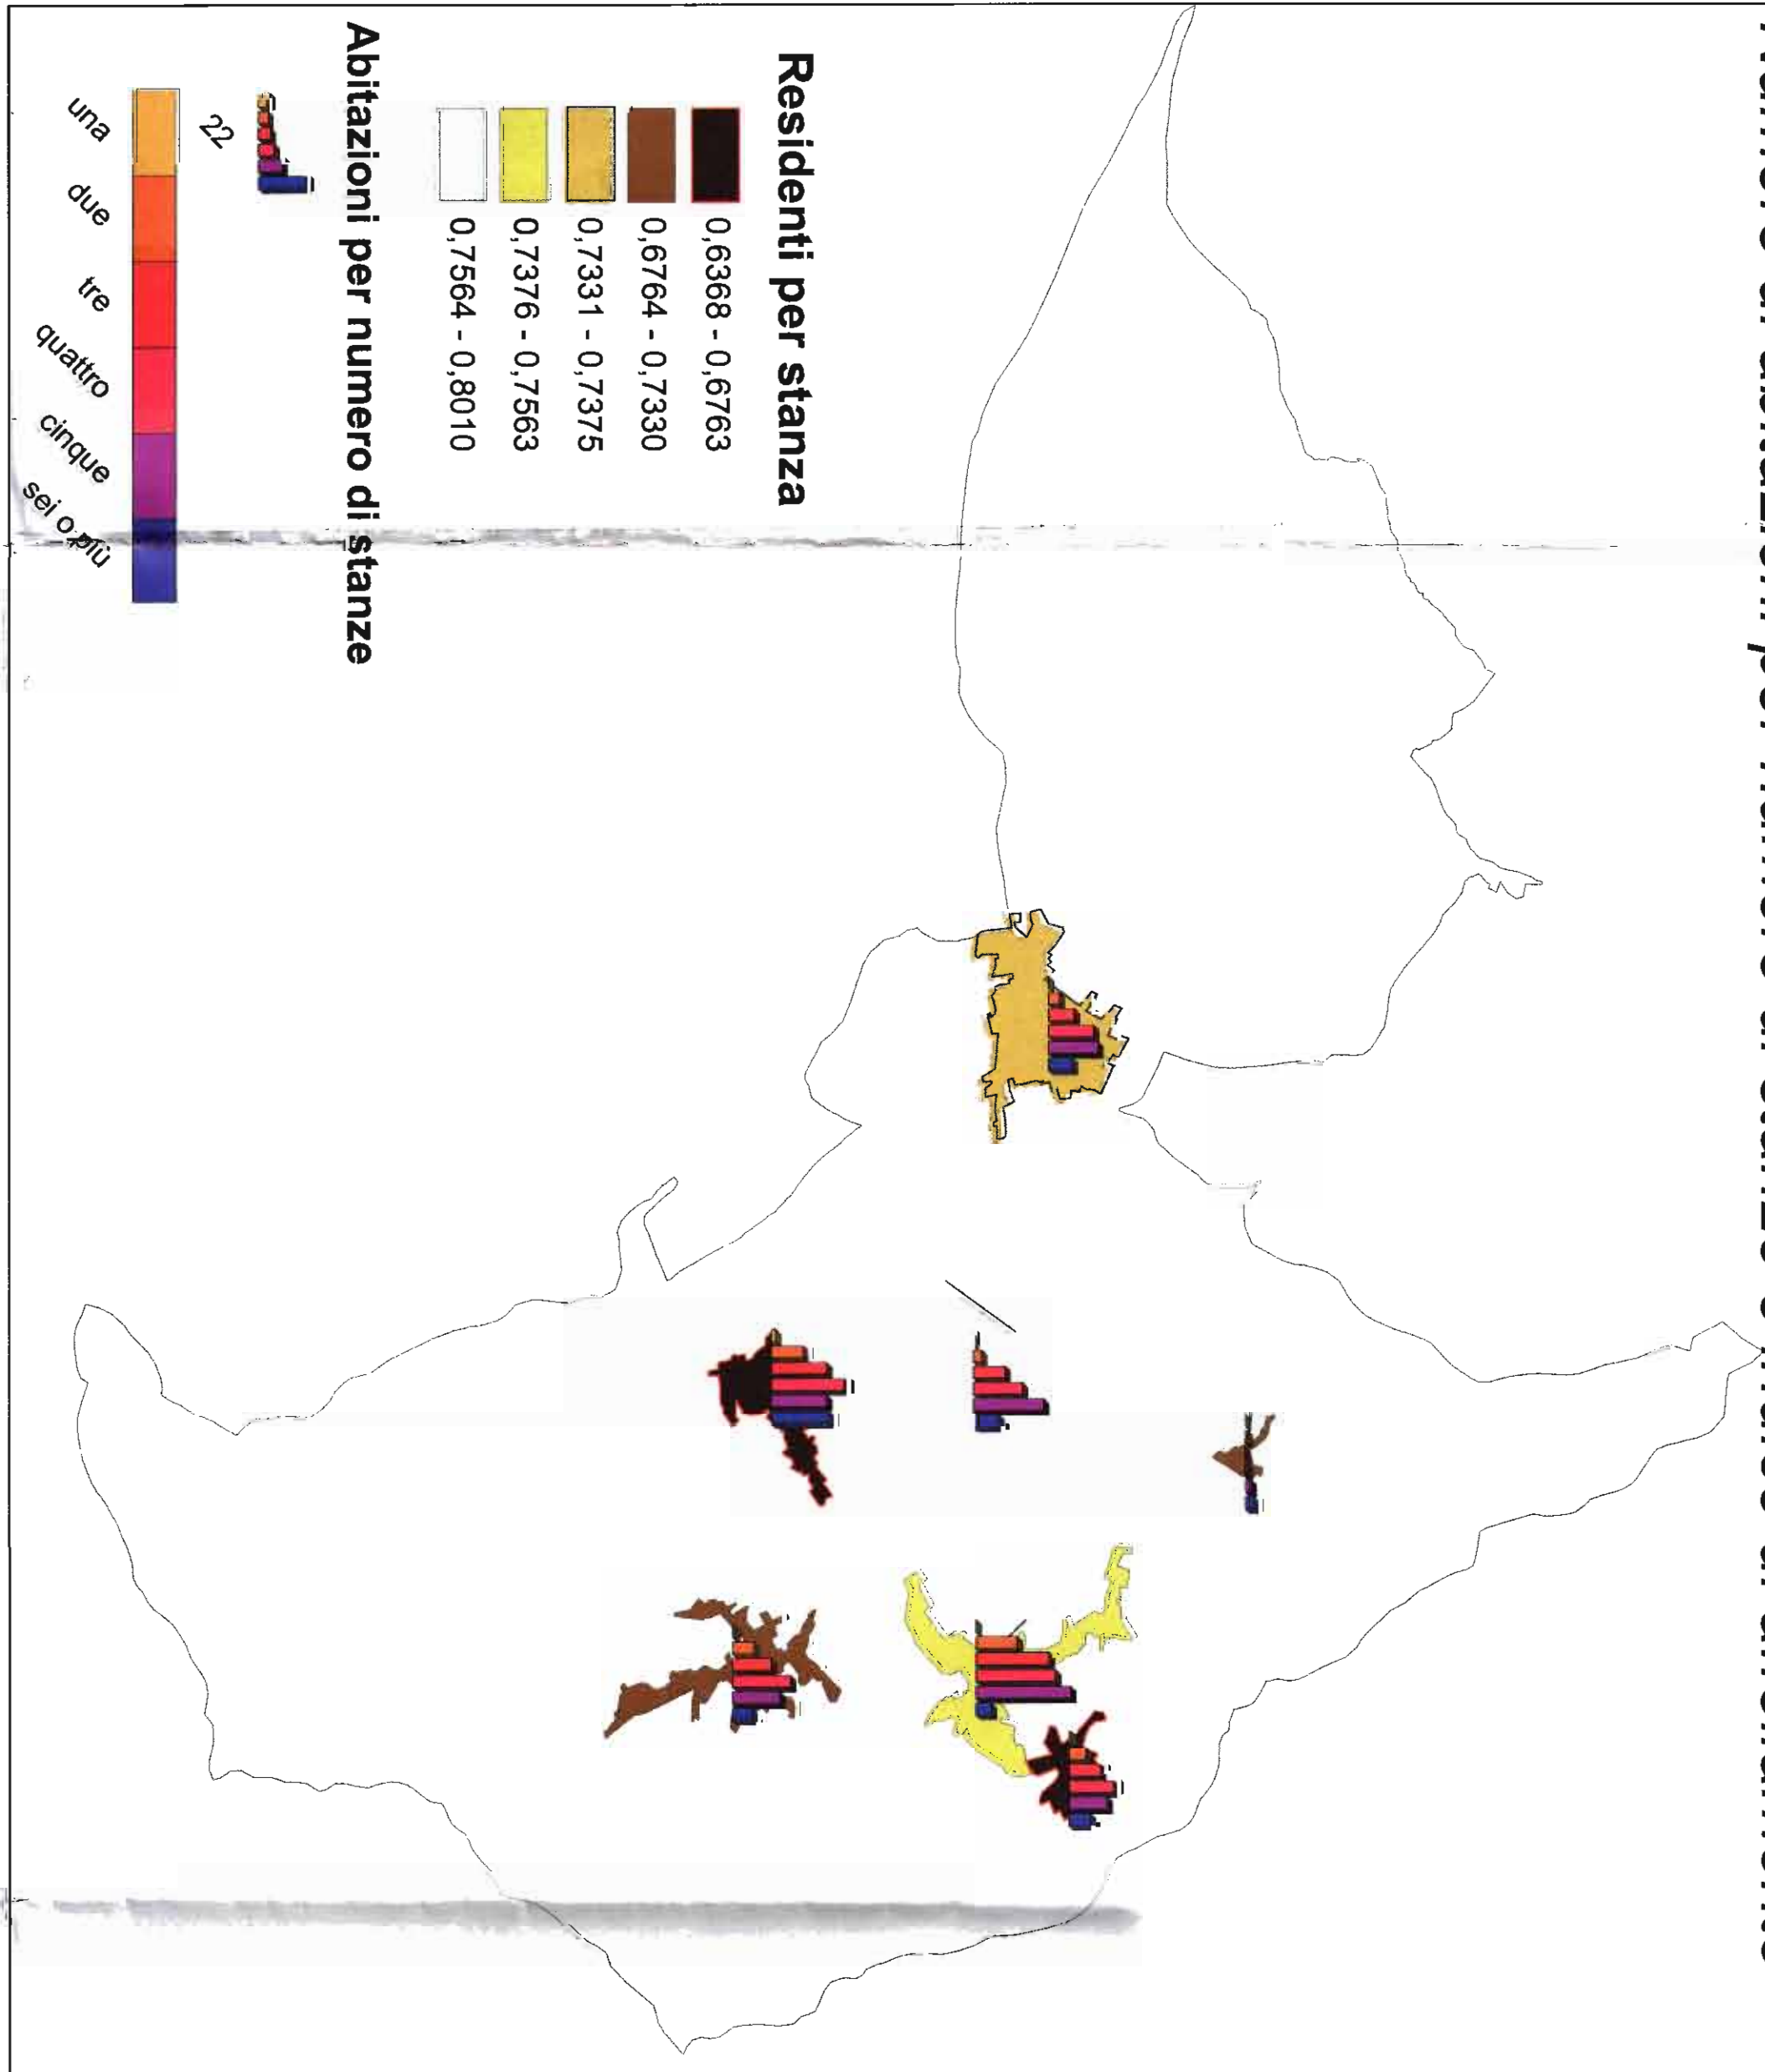 Residenti per stanza
0,6368 - 0,6763
0,6764 - 0,7330
0,7331 - 0,7375
0,7376 - 0,7563
0,7564 - 0,8010
Abitazioni per numero di stanze
22
una due tre quattro cinque sei o più